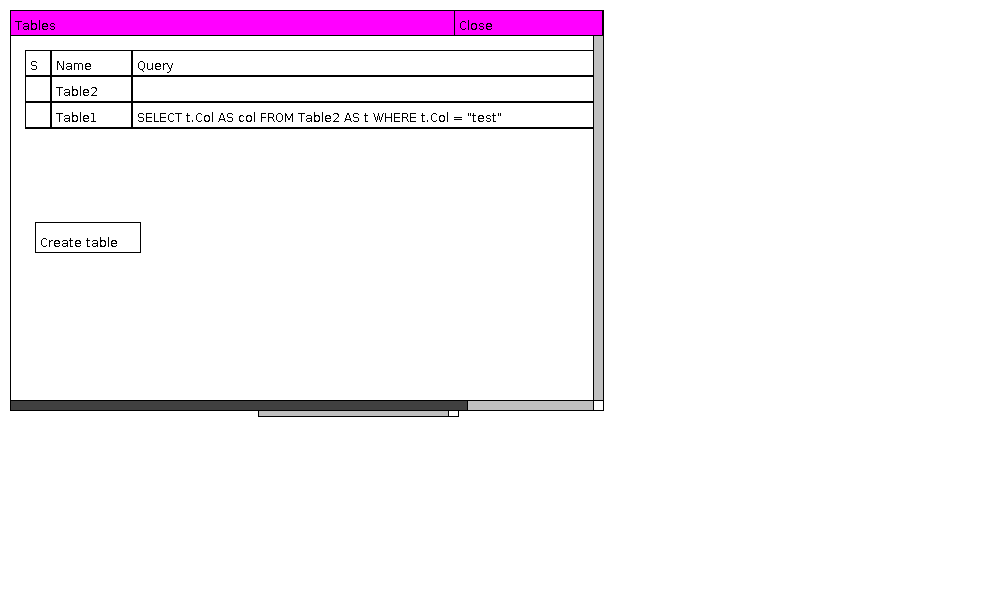 Tables Close
S Name Query
Table2
Table1 SELECT t.Col AS col FROM Table2 AS t WHERE t.Col = "test"
Create table